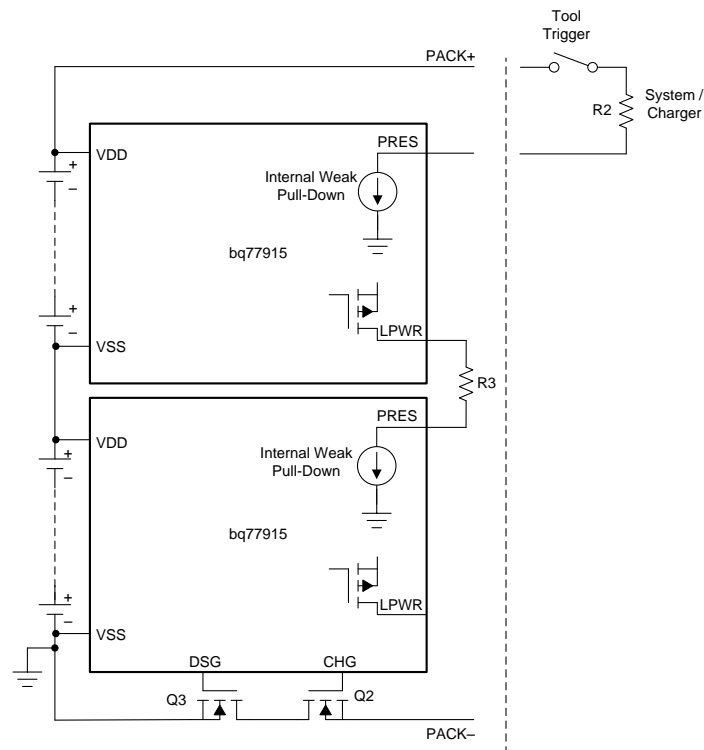 Tool
Trigger
PACK+
System /
Charger
R2
VDD
PRES
+
–
Internal Weak
Pull-Down
bq77915
+
–
LPWR
VSS
R3
PRES
VDD
+
–
Internal Weak
Pull-Down
bq77915
+
–
LPWR
VSS
DSG
CHG
Q3
Q2
PACK–